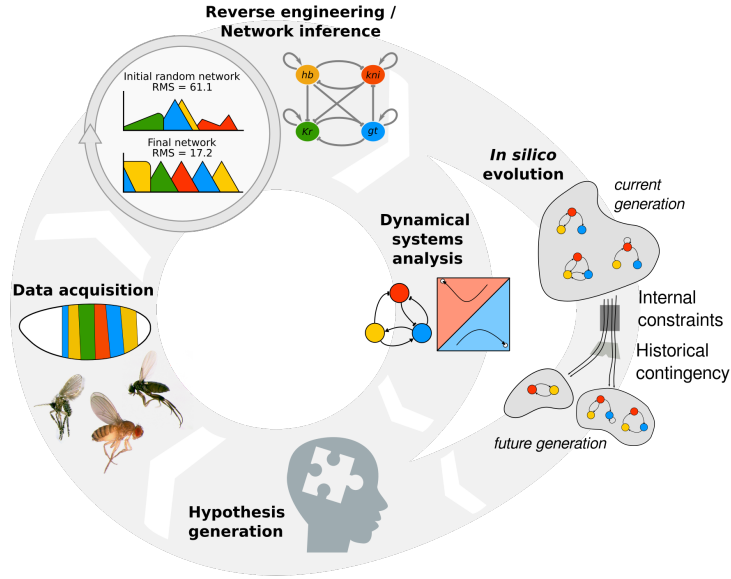 Reverse engineering /
Network inference
Initial random network
RMS = 61.1
Final network
RMS = 17.2
hb
kni
Kr
gt
In silico
evolution
current
generation
Dynamical
systems
analysis
Data acquisition
Internal
constraints
Historical
contingency
future generation
Hypothesis
generation